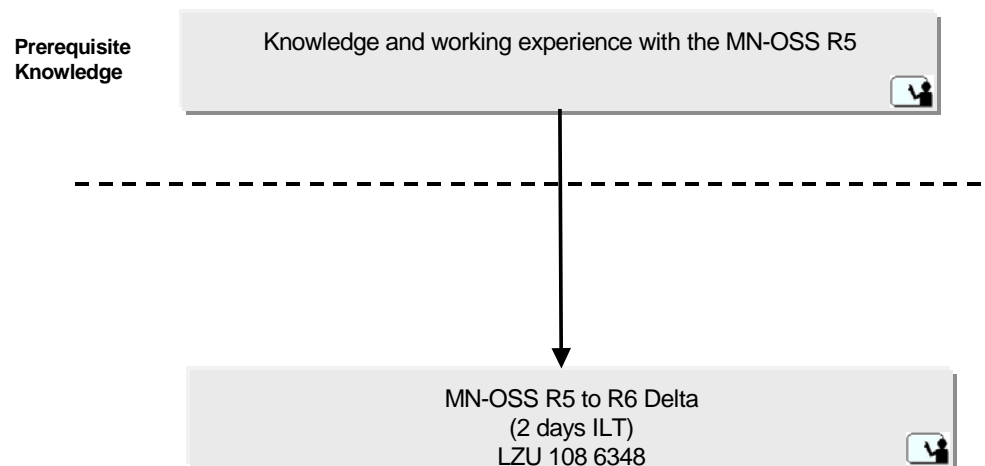 Prerequisite
Knowledge
Knowledge and working experience with the MN-OSS R5
MN-OSS R5 to R6 Delta
(2 days ILT)
LZU 108 6348